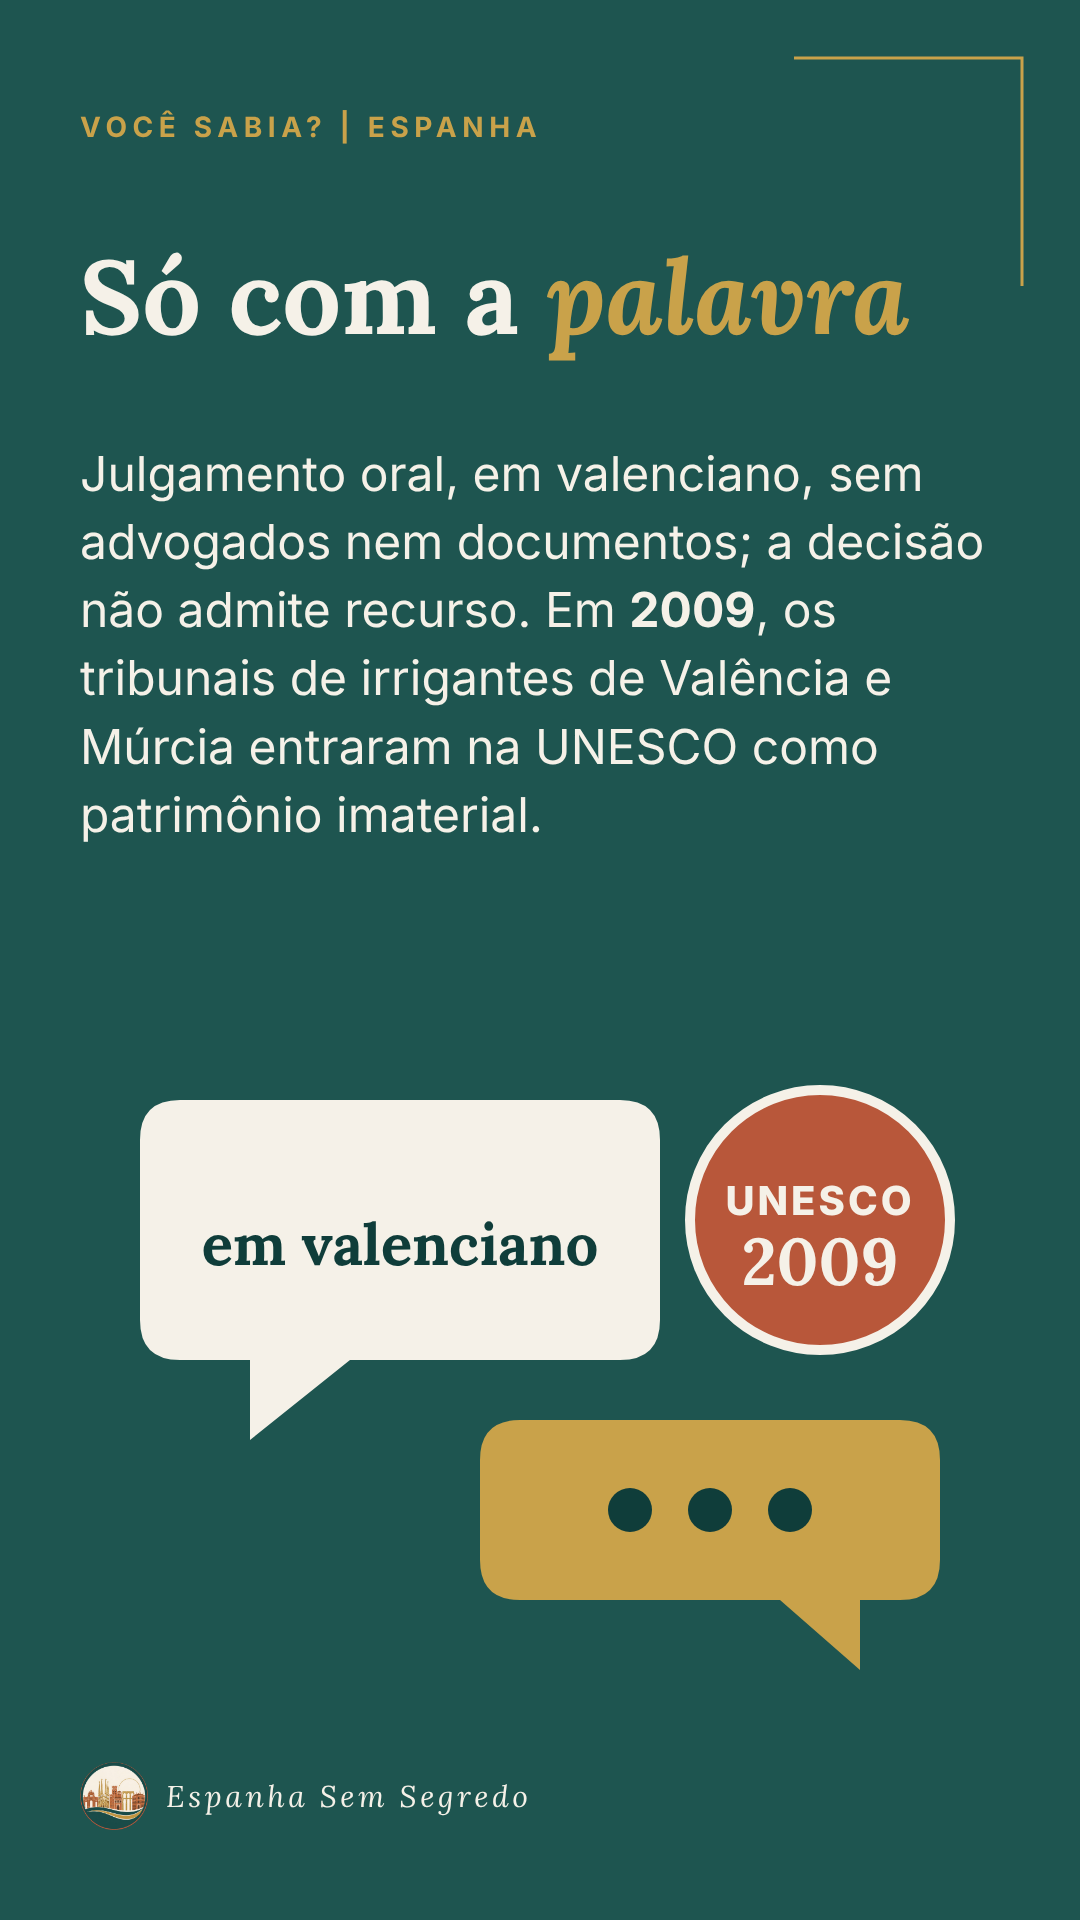 VOCÊ SABIA? | ESPANHA
Só com a palavra
Julgamento oral, em valenciano, sem
advogados nem documentos; a decisão
não admite recurso. Em 2009, os
tribunais de irrigantes de Valência e
Múrcia entraram na UNESCO como
patrimônio imaterial.
em valenciano
UNESCO
2009
Espanha Sem Segredo